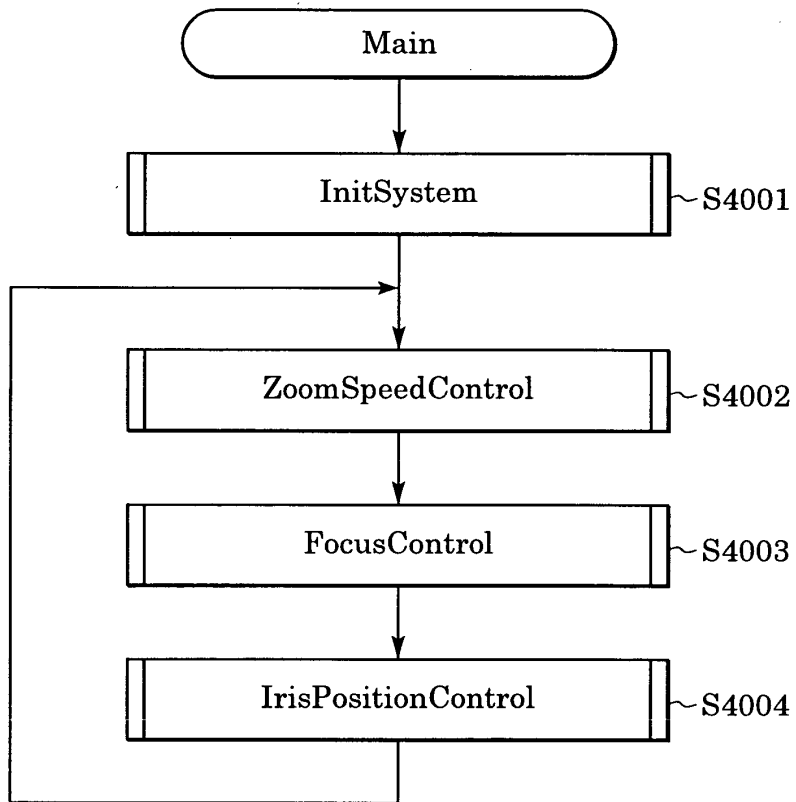 Main
InitSystem
S4001
ZoomSpeedControl
S4002
FocusControl
S4003
IrisPositionControl
S4004